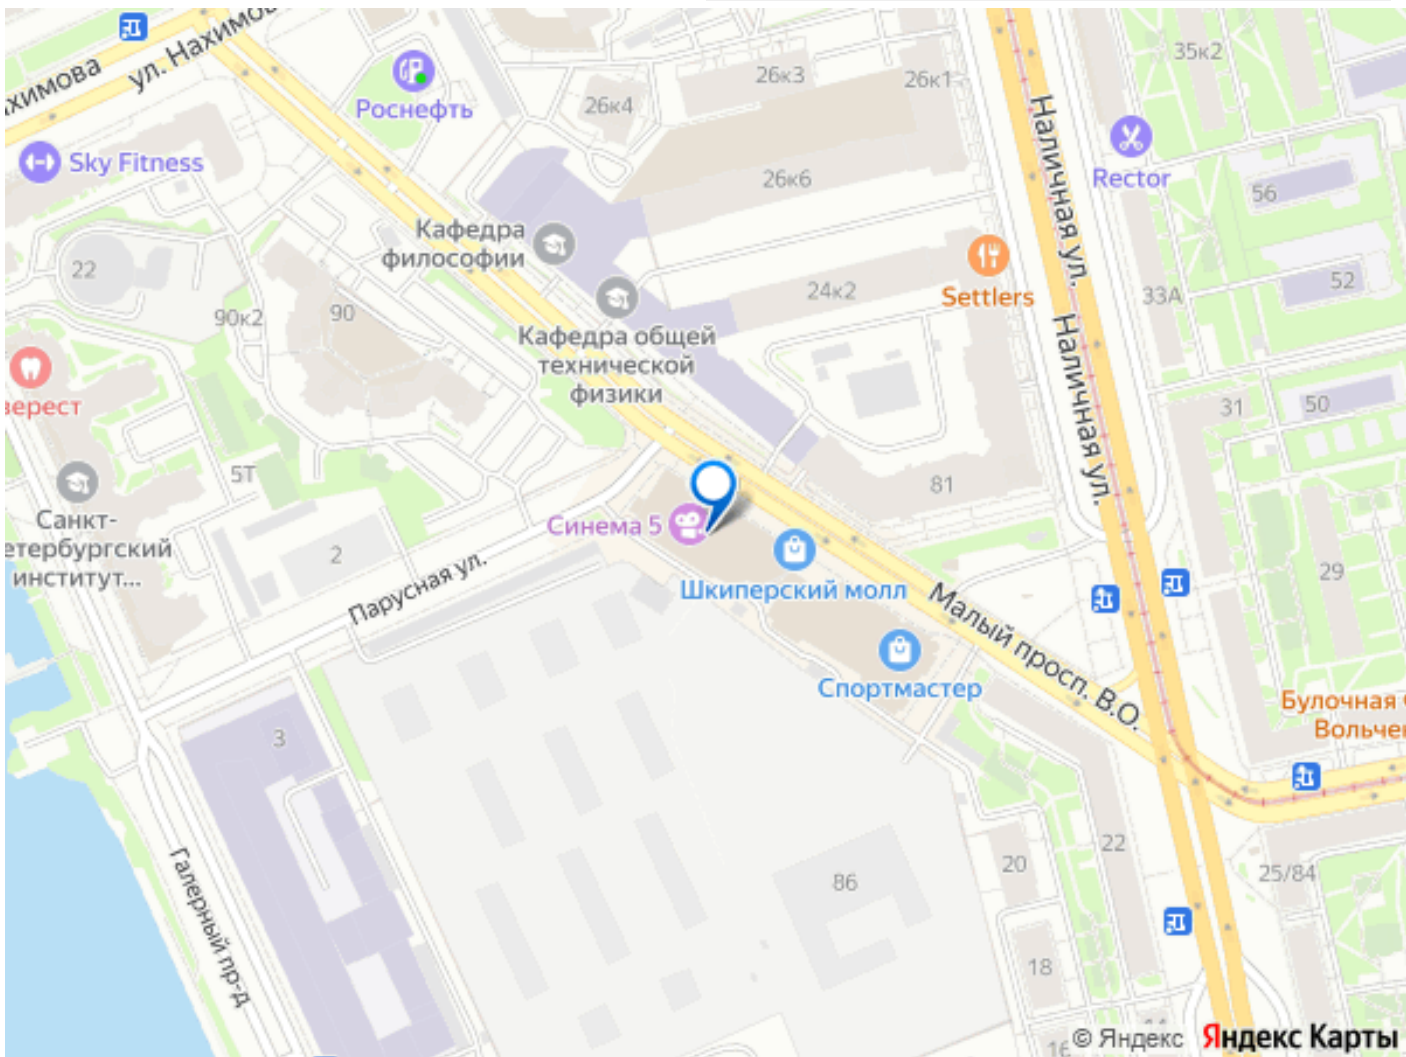 ул. Нахимова
Нахимова
Роснефть
26к3
26к1
26к4
35к2
Sky Fitness
26к6
Rector
56
Наличная ул.
Кафедра
философии
22
Settlers
24к2
33А
52
90к2
90
Кафедра общей
технической
физики
Наличная ул.
31
50
5Т
81
Санкт-
етербургский
институт...
Синема 5
2
Парусная ул.
Шкиперский молл
29
Малый просп. В.О.
Спортмастер
Булочная
Вольче
3
22
20
25/84
86
Галерный пр-д
18
16
© Яндекс Яндекс Карты